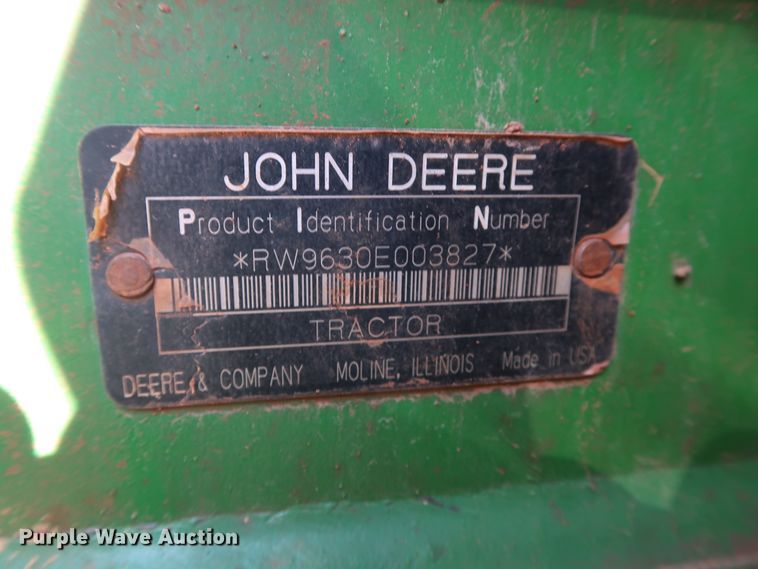 JOHN DEERE
Product Identification Number
*RW9630E003827*
TRACTOR
DEERE & COMPANY MOLINE, ILLINOIS Made in USA
Purple Wave Auction